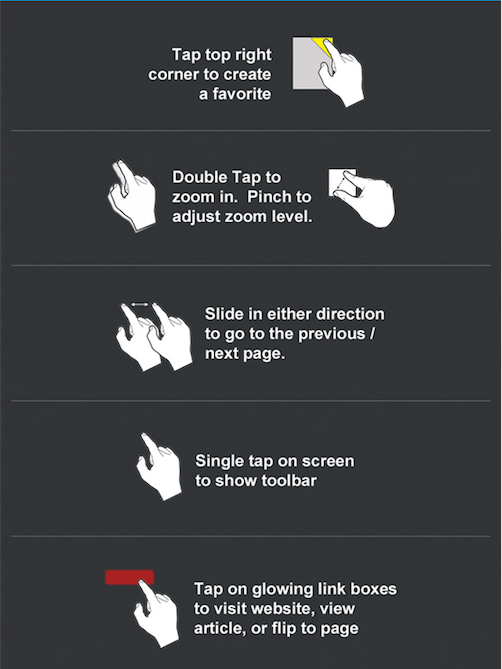 Tap top right
corner to create
a favorite
Double Tap to
zoom in.  Pinch to
adjust zoom level.
Slide in either direction
to go to the previous /
next page.
Single tap on screen
to show toolbar
Tap on glowing link boxes
to visit website, view
article, or flip to page